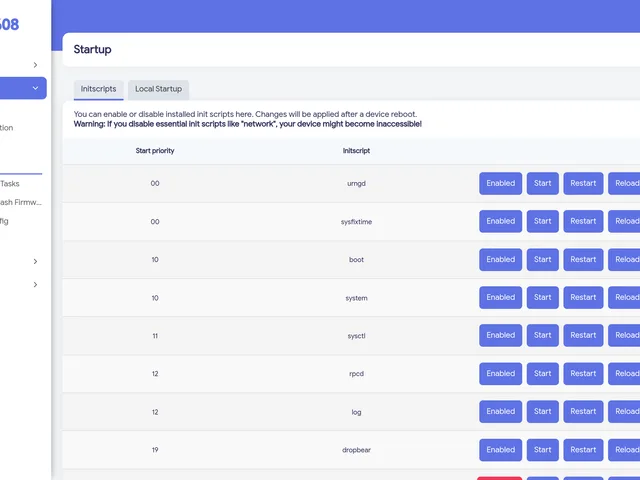 608
Startup
Initscripts
Local Startup
You can enable or disable installed init scripts here. Changes will be applied after a device reboot.
Warning: If you disable essential init scripts like "network", your device might become inaccessible!
tion
Tasks
ash Firmw...
fig
Start priority Initscript
00 urngd Enabled Start Restart Reload
00 sysfixtime Enabled Start Restart Reload
10 boot Enabled Start Restart Reload
10 system Enabled Start Restart Reload
11 sysctl Enabled Start Restart Reload
12 rpcd Enabled Start Restart Reload
12 log Enabled Start Restart Reload
19 dropbear Enabled Start Restart Reload